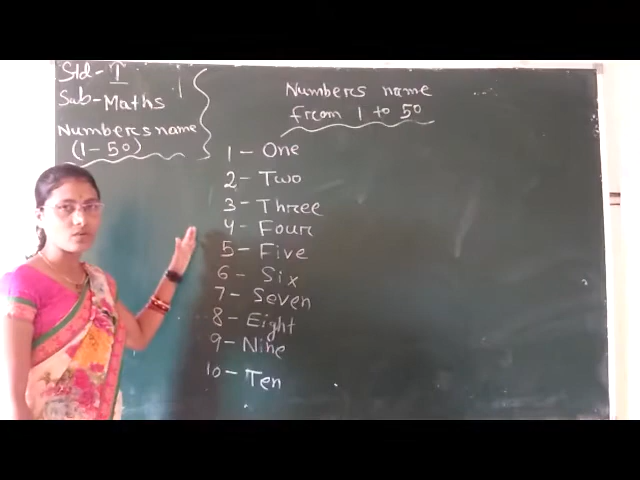 Std - I
Sub - Maths
Numbers name
(1 - 50)
Numbers name
from 1 to 50
1 - One
2 - Two
3 - Three
4 - Four
5 - Five
6 - Six
7 - Seven
8 - Eight
9 - Nine
10 - Ten